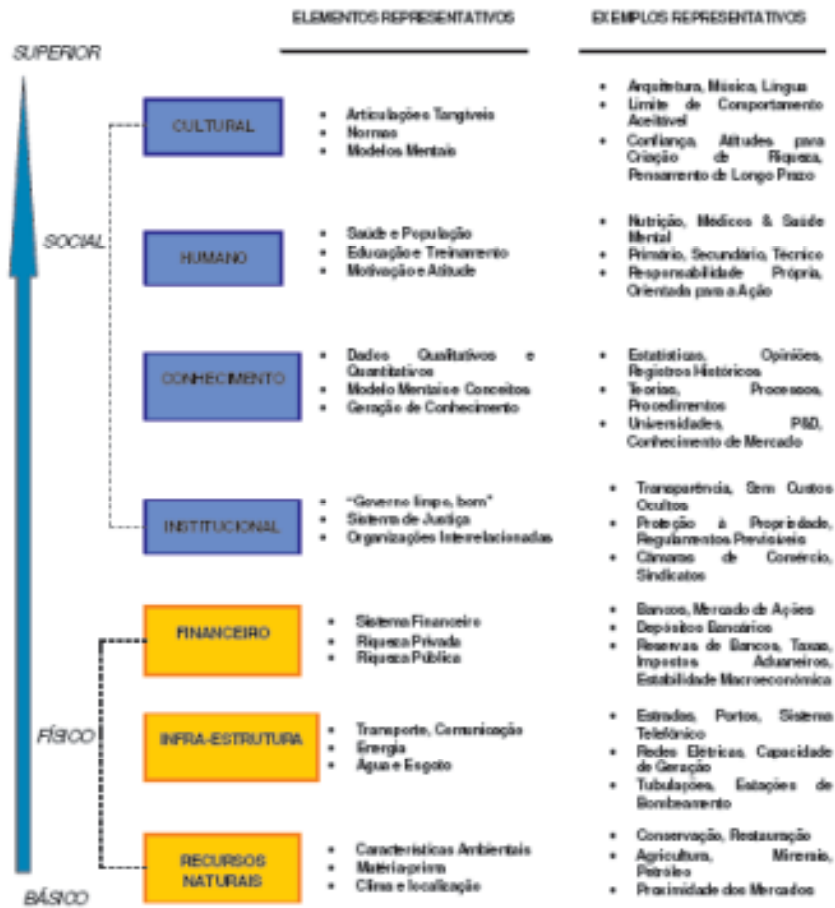 ELEMENTOS REPRESENTATIVOS
EXEMPLOS REPRESENTATIVOS
SUPERIOR
CULTURAL
• Articulações Tangíveis
• Normas
• Modelos Mentais
• Arquitetura, Música, Língua
• Limite de Comportamento
Aceitável
• Confiança, Atitudes para
Criação de Riqueza,
Pensamento de Longo Prazo
SOCIAL
HUMANO
• Saúde e População
• Educação e Treinamento
• Motivação e Atitude
• Nutrição, Médicos & Saúde
Mental
• Primário, Secundário, Técnico
• Responsabilidade Própria,
Orientada para a Ação
CONHECIMENTO
• Dados Qualitativos e
Quantitativos
• Modelo Mentais e Conceitos
• Geração de Conhecimento
• Estatísticas, Opiniões,
Registros Históricos
• Teorias, Processos,
Procedimentos
• Universidades, P&D,
Conhecimento de Mercado
INSTITUCIONAL
• "Governo limpo, bom"
• Sistema de Justiça
• Organizações Interrelacionadas
• Transparência, Sem Custos
Ocultos
• Proteção à Propriedade,
Regulamentos Previsíveis
• Câmaras de Comércio,
Sindicatos
FINANCEIRO
• Sistema Financeiro
• Riqueza Privada
• Riqueza Pública
• Bancos, Mercado de Ações
• Depósitos Bancários
• Reservas de Bancos, Taxas,
Impostos Aduaneiros,
Estabilidade Macroeconômica
FÍSICO
INFRA-ESTRUTURA
• Transporte, Comunicação
• Energia
• Água e Esgoto
• Estradas, Portos, Sistema
Telefônico
• Redes Elétricas, Capacidade
de Geração
• Tubulações, Estações de
Bombeamento
RECURSOS
NATURAIS
• Características Ambientais
• Matéria-prima
• Clima e localização
• Conservação, Restauração
• Agricultura, Minerais,
Petróleo
• Proximidade dos Mercados
BÁSICO